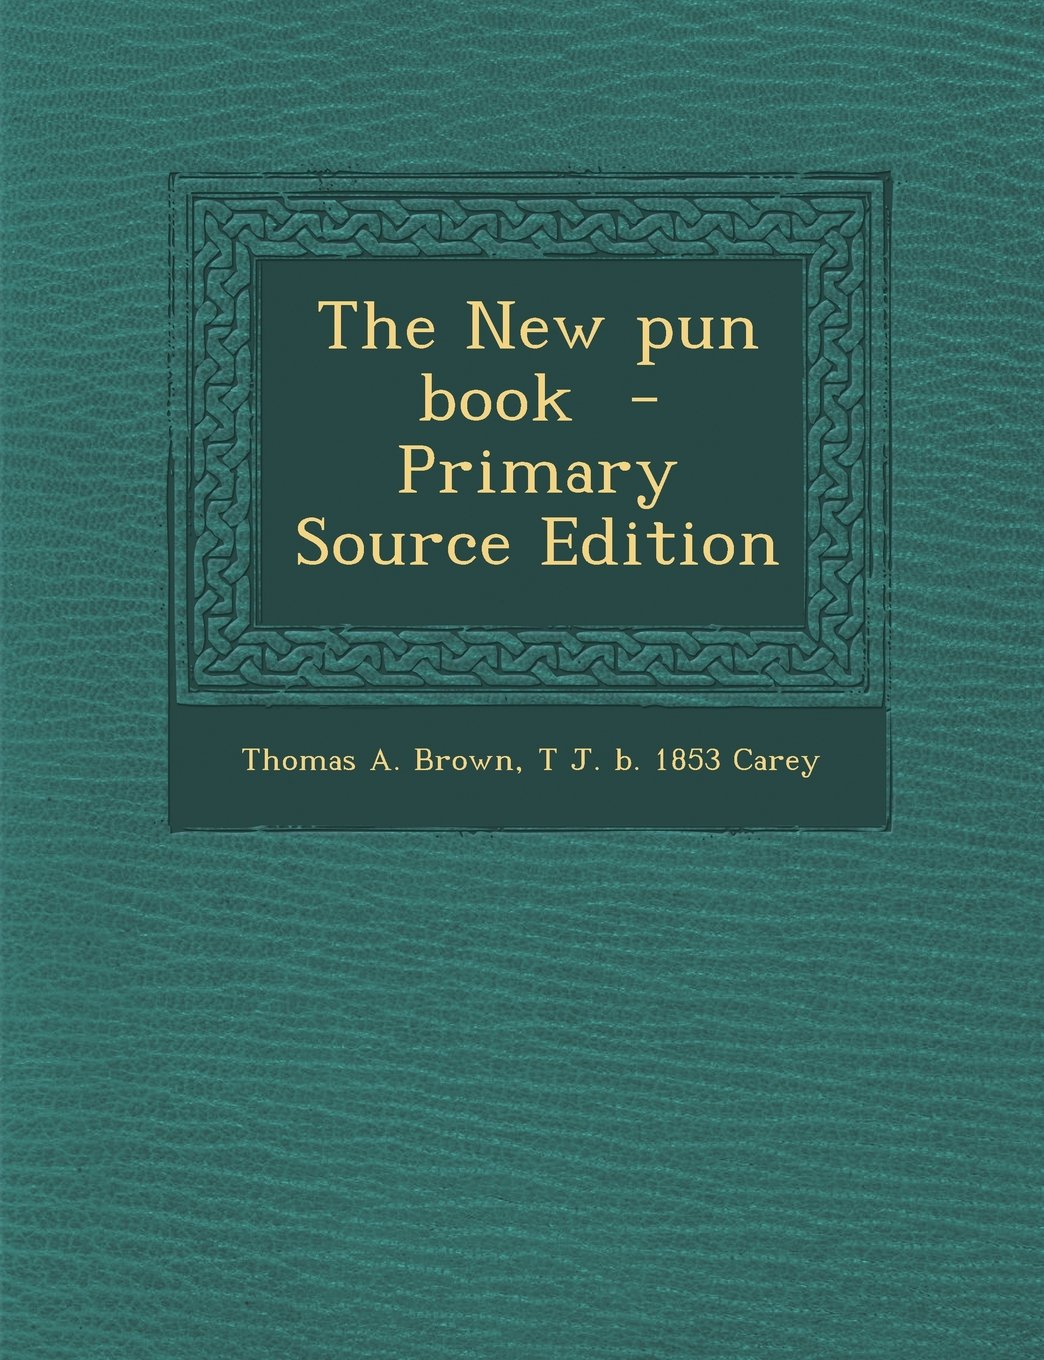 The New pun
book -
Primary
Source Edition
Thomas A. Brown, T J. b. 1853 Carey